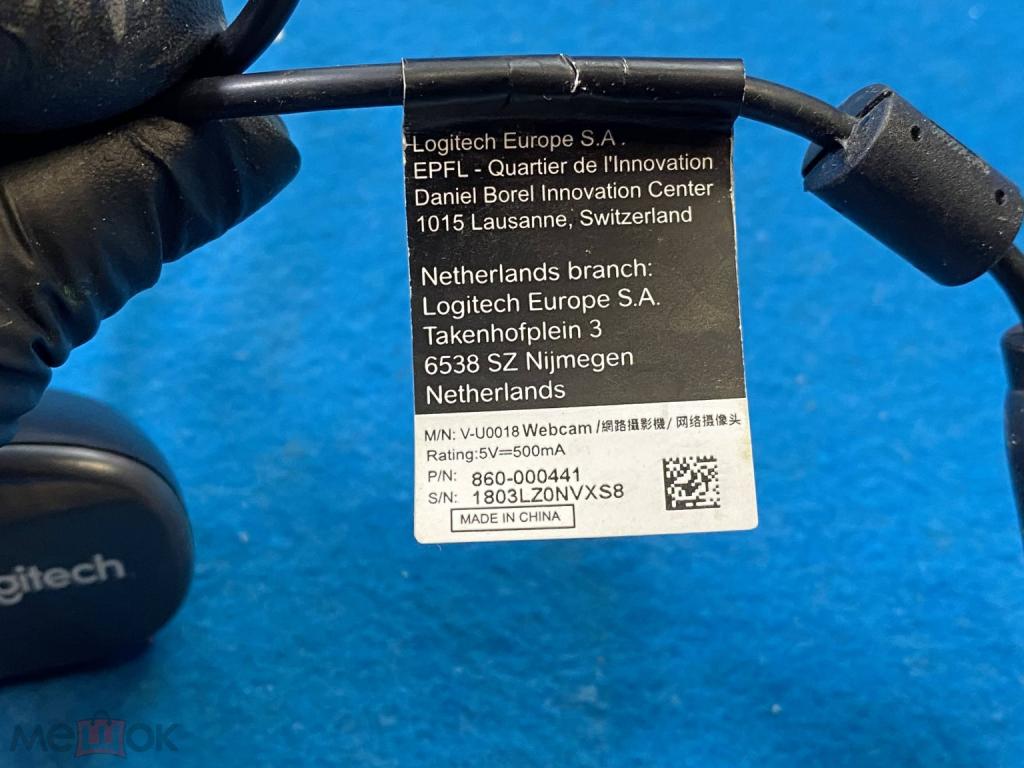 Logitech Europe S.A.
EPFL - Quartier de l'Innovation
Daniel Borel Innovation Center
1015 Lausanne, Switzerland
Netherlands branch:
Logitech Europe S.A.
Takenhofplein 3
6538 SZ Nijmegen
Netherlands
M/N: V-U0018 Webcam /網路攝影機/ 网络摄像头
Rating:5V⎓500mA
P/N: 860-000441
S/N: 1803LZ0NVXS8
MADE IN CHINA
gitech
мешок